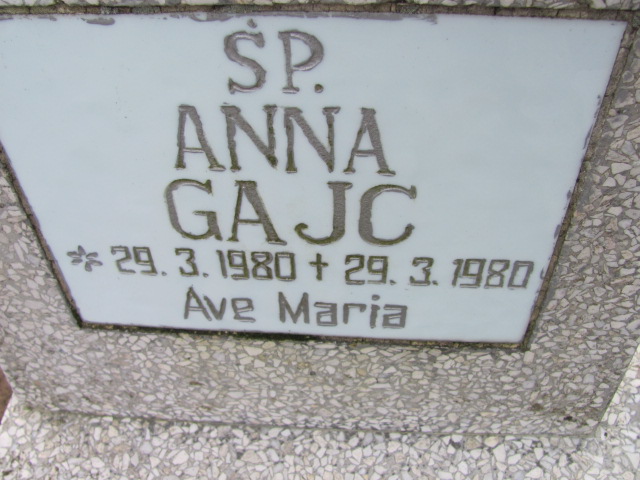 ŚP.
ANNA
GAJC
* 29. 3. 1980 + 29. 3. 1980
Ave Maria